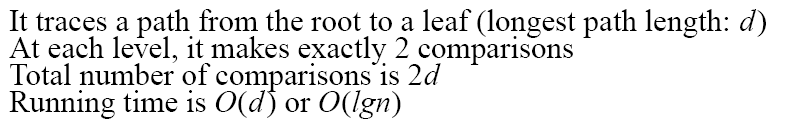 It traces a path from the root to a leaf (longest path length: d)
At each level, it makes exactly 2 comparisons
Total number of comparisons is 2d
Running time is O(d) or O(lgn)